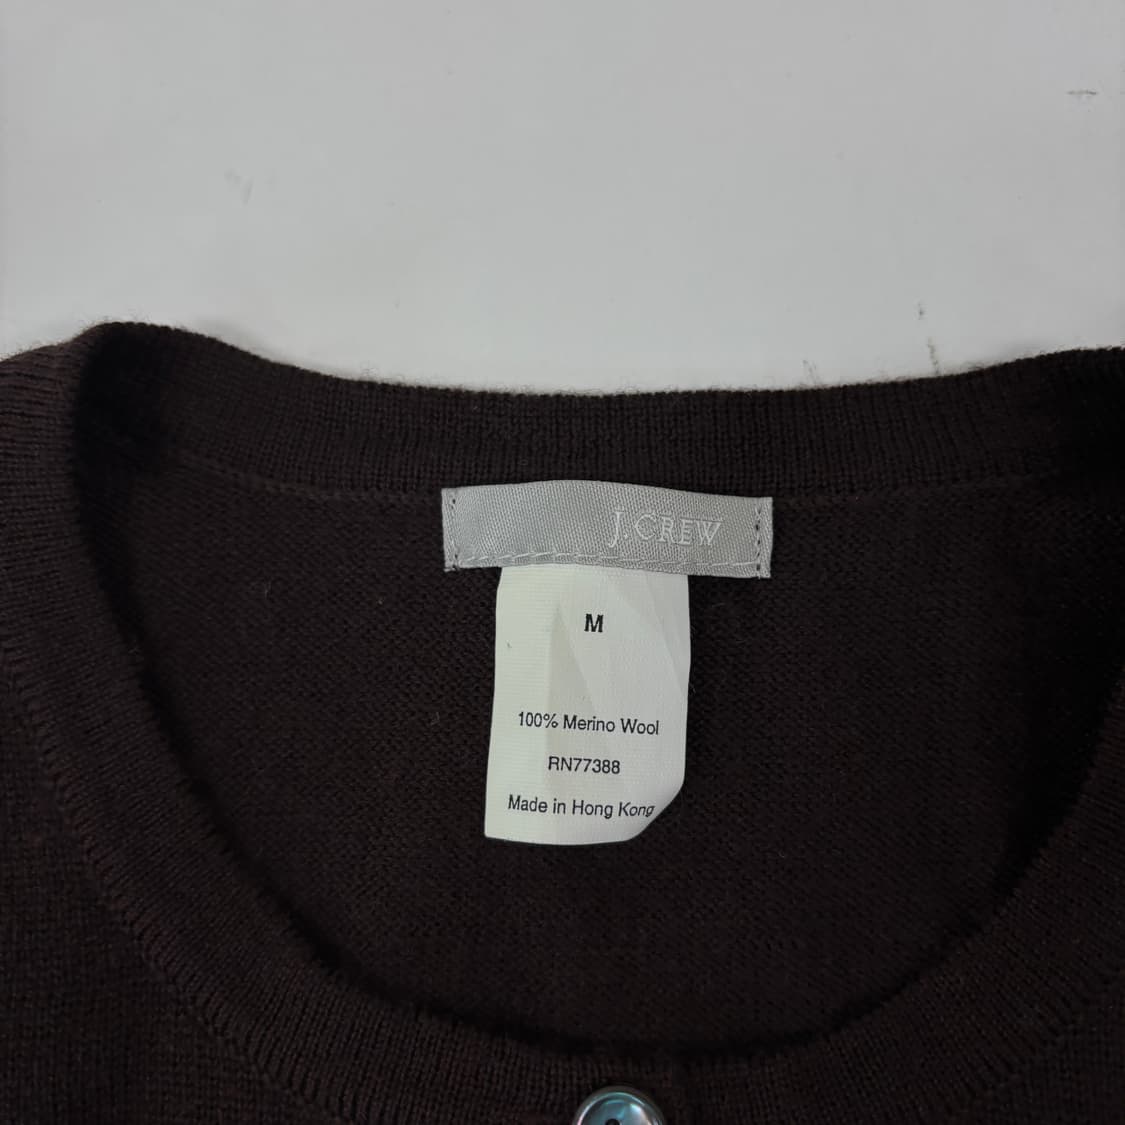 J.CREW
M
100% Merino Wool
RN77388
Made in Hong Kong